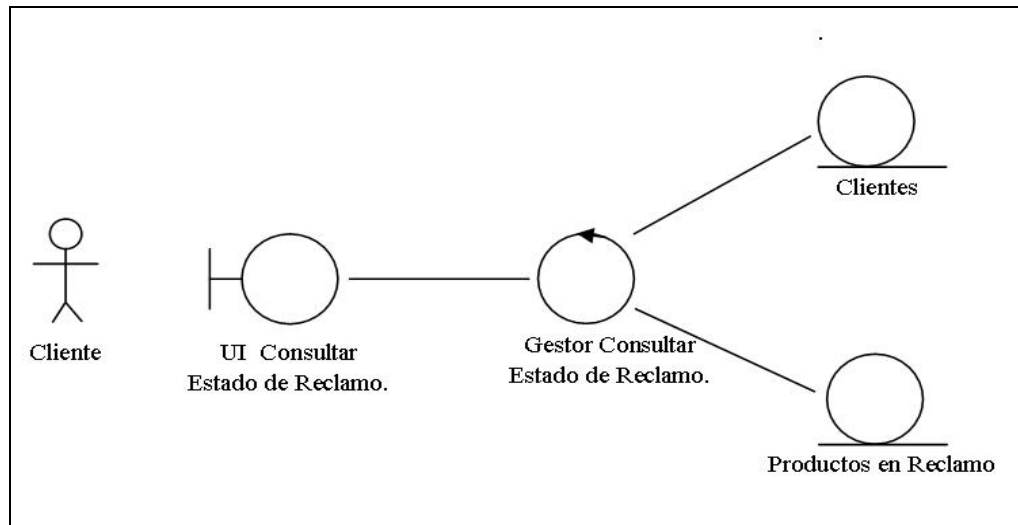 Clientes
Cliente
UI Consultar
Estado de Reclamo.
Gestor Consultar
Estado de Reclamo.
Productos en Reclamo